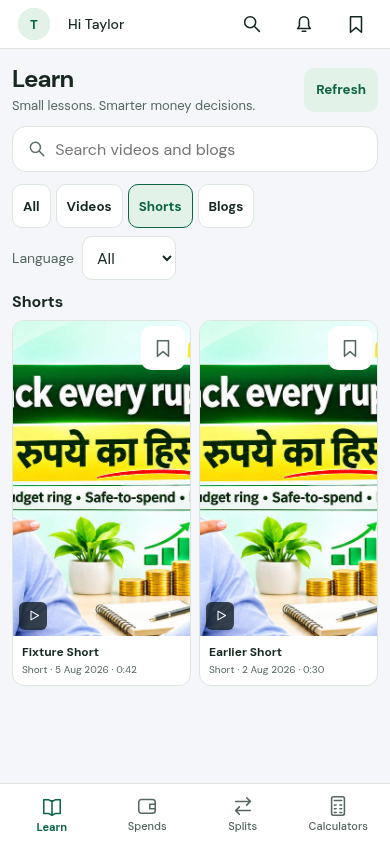 T Hi Taylor
Learn
Small lessons. Smarter money decisions.
Refresh
Search videos and blogs
All Videos Shorts Blogs
Language All
Shorts
ck every rup
रुपये का हिस
udget ring • Safe-to-spend •
Fixture Short
Short · 5 Aug 2026 · 0:42
ck every rup
रुपये का हिस
udget ring • Safe-to-spend •
Earlier Short
Short · 2 Aug 2026 · 0:30
Learn Spends Splits Calculators